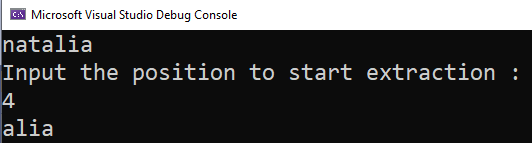 Microsoft Visual Studio Debug Console
natalia
Input the position to start extraction :
4
alia